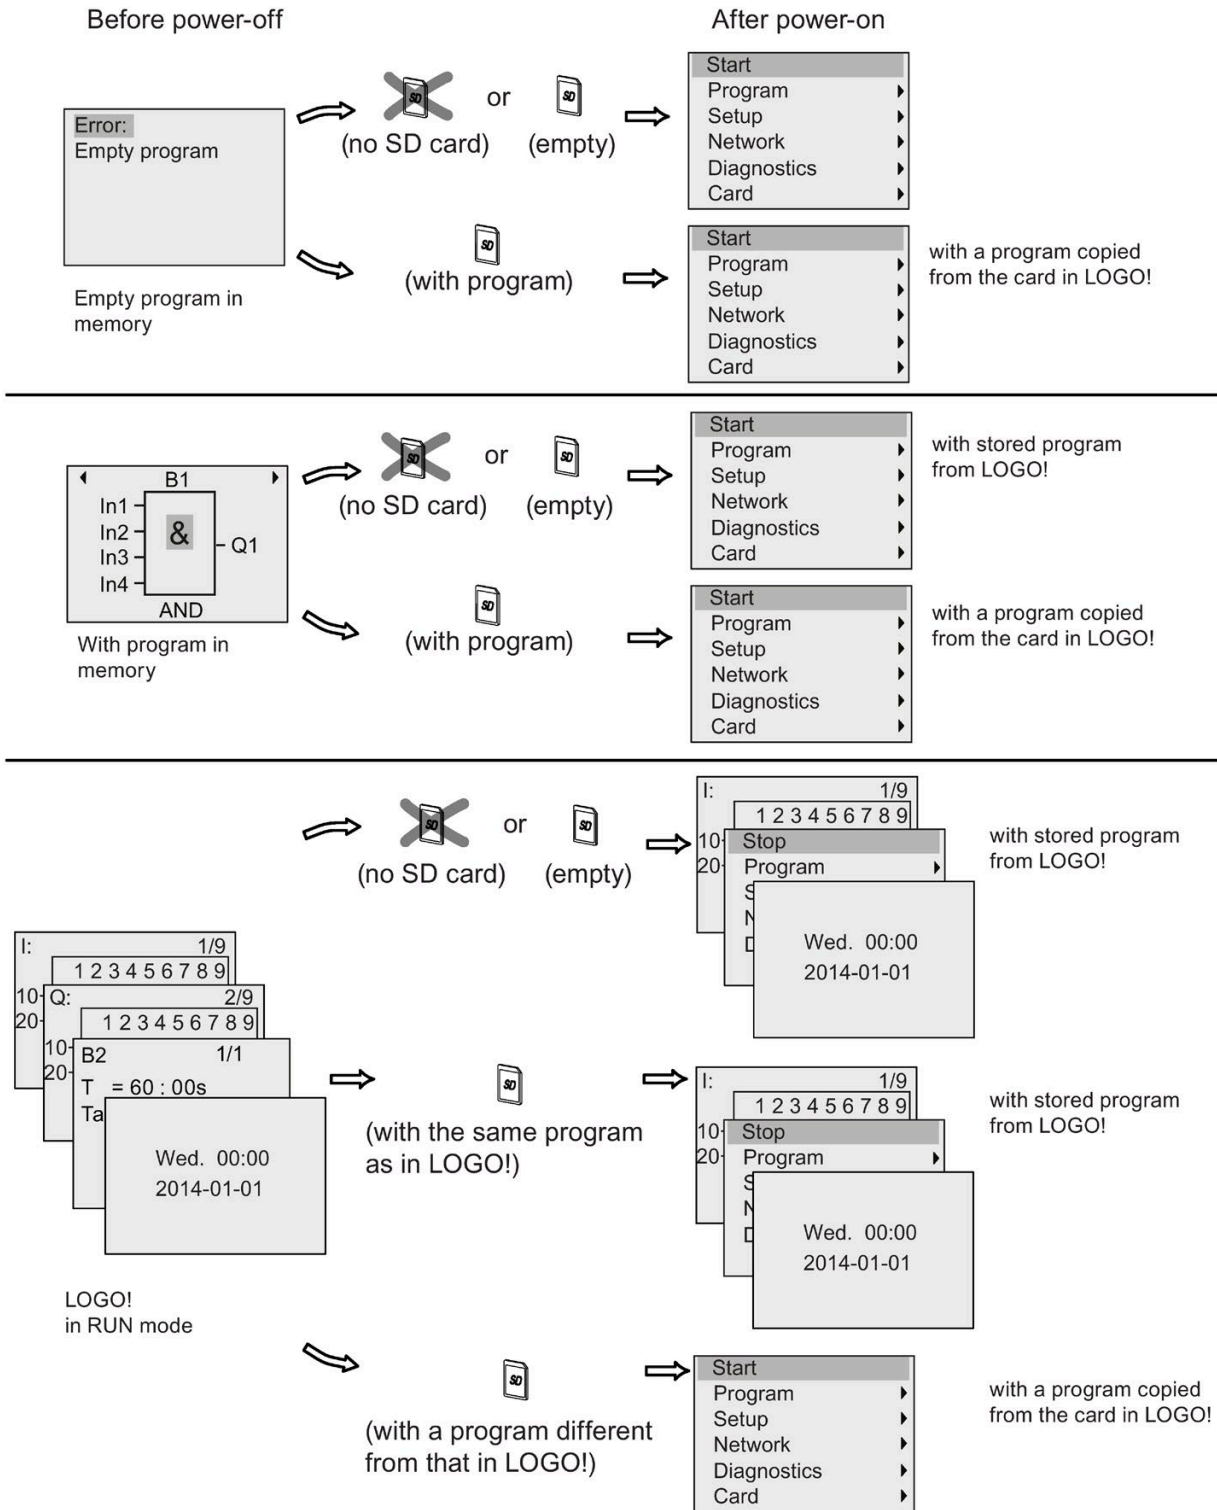 Before power-off
After power-on
Error:
Empty program
Empty program in
memory
SD
or
SD
(no SD card)
(empty)
Start
Program
Setup
Network
Diagnostics
Card
SD
(with program)
Start
Program
Setup
Network
Diagnostics
Card
with a program copied
from the card in LOGO!
B1
In1
In2
In3
In4
&
Q1
AND
With program in
memory
SD
or
SD
(no SD card)
(empty)
Start
Program
Setup
Network
Diagnostics
Card
with stored program
from LOGO!
SD
(with program)
Start
Program
Setup
Network
Diagnostics
Card
with a program copied
from the card in LOGO!
I: 1/9
1 2 3 4 5 6 7 8 9
10
20
Q: 2/9
1 2 3 4 5 6 7 8 9
10
20
B2 1/1
T = 60 : 00s
Ta
Wed. 00:00
2014-01-01
LOGO!
in RUN mode
SD
or
SD
(no SD card)
(empty)
I: 1/9
1 2 3 4 5 6 7 8 9
10
20
Stop
Program
S
N
D
Wed. 00:00
2014-01-01
with stored program
from LOGO!
SD
(with the same program
as in LOGO!)
I: 1/9
1 2 3 4 5 6 7 8 9
10
20
Stop
Program
S
N
D
Wed. 00:00
2014-01-01
with stored program
from LOGO!
SD
(with a program different
from that in LOGO!)
Start
Program
Setup
Network
Diagnostics
Card
with a program copied
from the card in LOGO!